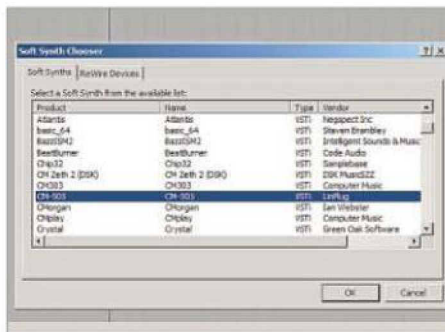 Soft Synth Chooser
Soft Synths ReWire Devices
Select a Soft Synth from the available list:
Product Name Type Vendor
Atlantis Atlantis VSTi Negspect Inc
basic_64 basic_64 VSTi Steven Brambley
BazzISM2 BazzISM2 VSTi Intelligent Sounds & Music
BeatBurner BeatBurner VSTi Code Audio
Chip32 Chip32 VSTi Samplebase
CM Zeth 2 (DSK) CM Zeth 2 (DSK) VSTi DSK MusicSZZ
CM303 CM303 VSTi Computer Music
CM-505 CM-505 VSTi Linplug
CMorgan CMorgan VSTi Ian Webster
CMplay CMplay VSTi Computer Music
Crystal Crystal VSTi Green Oak Software
OK Cancel